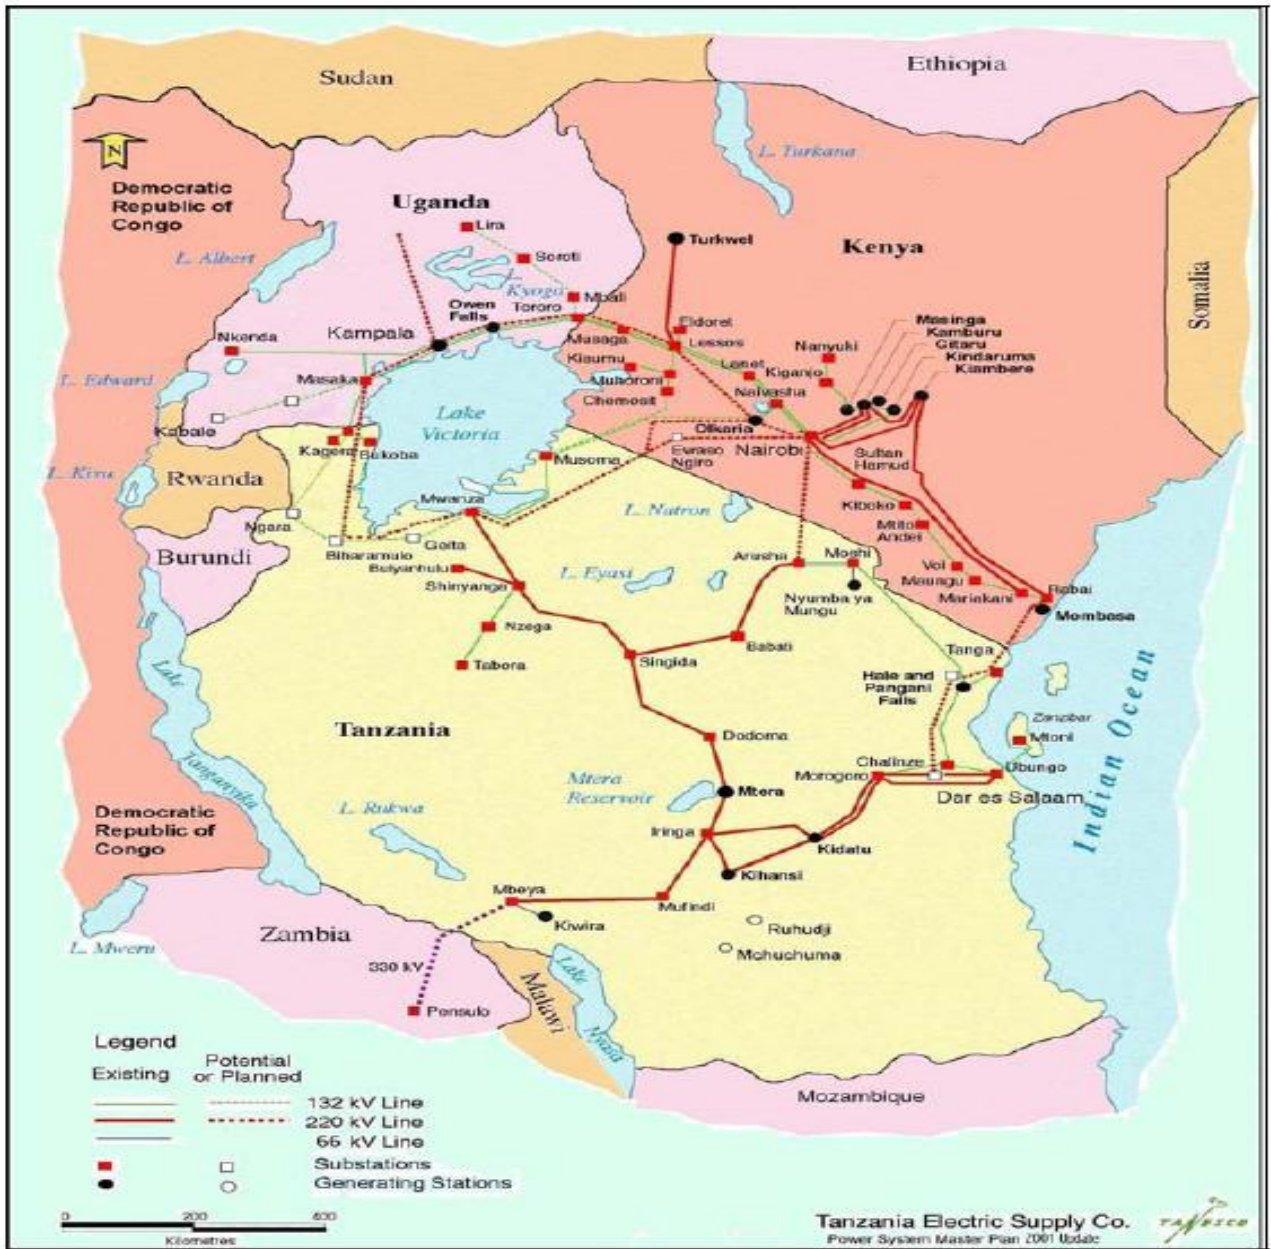 Sudan
Ethiopia
N
L. Turkana
Democratic
Republic of
Congo
Uganda
Lira
Turkwel
Kenya
L. Albert
Soroti
Somalia
L.
Kyoga
Mbali
Owen
Falls
Tororo
Masinga
Kamburu
Gitaru
Kindaruma
Kiambere
Nkenda
Kampala
Musaga
Eldoret
Lessos
Nanyuki
Kisumu
Lanet
Kiganjo
L. Edward
Masaka
Muhoroni
Chemosit
Naivasha
Lake
Victoria
Kabale
Olkaria
Kagera
Bukoba
Musoma
Ewaso
Ngiro
Nairobi
Sultan
Hamud
L. Kivu
Rwanda
Mwanza
L. Natron
Kiboko
Ngara
Mtito
Andei
Burundi
Biharamulo
Geita
Arusha
Moshi
Bulyanhulu
L. Eyasi
Voi
Shinyanga
Nyumba ya
Mungu
Maungu
Mariakani
Rabai
Mombasa
Nzega
Babati
Tabora
Singida
Tanga
Lake
Tanganyika
Hale and
Pangani
Falls
Indian Ocean
Zanzibar
Mtoni
Tanzania
Dodoma
Chalinze
Ubungo
Morogoro
Mtera
Reservoir
Mtera
Dar es Salaam
Democratic
Republic of
Congo
L. Rukwa
Iringa
Kidatu
Kihansi
Mbeya
Mufindi
Kiwira
Ruhudji
Zambia
L. Mweru
Mchuchuma
330 kV
Malawi
Lake
Nyasa
Pensulo
Legend
Existing
Potential
or Planned
Mozambique
132 kV Line
220 kV Line
66 kV Line
Substations
Generating Stations
0 200 400
Kilometres
Tanzania Electric Supply Co.
Power System Master Plan 2001 Update
TANESCO